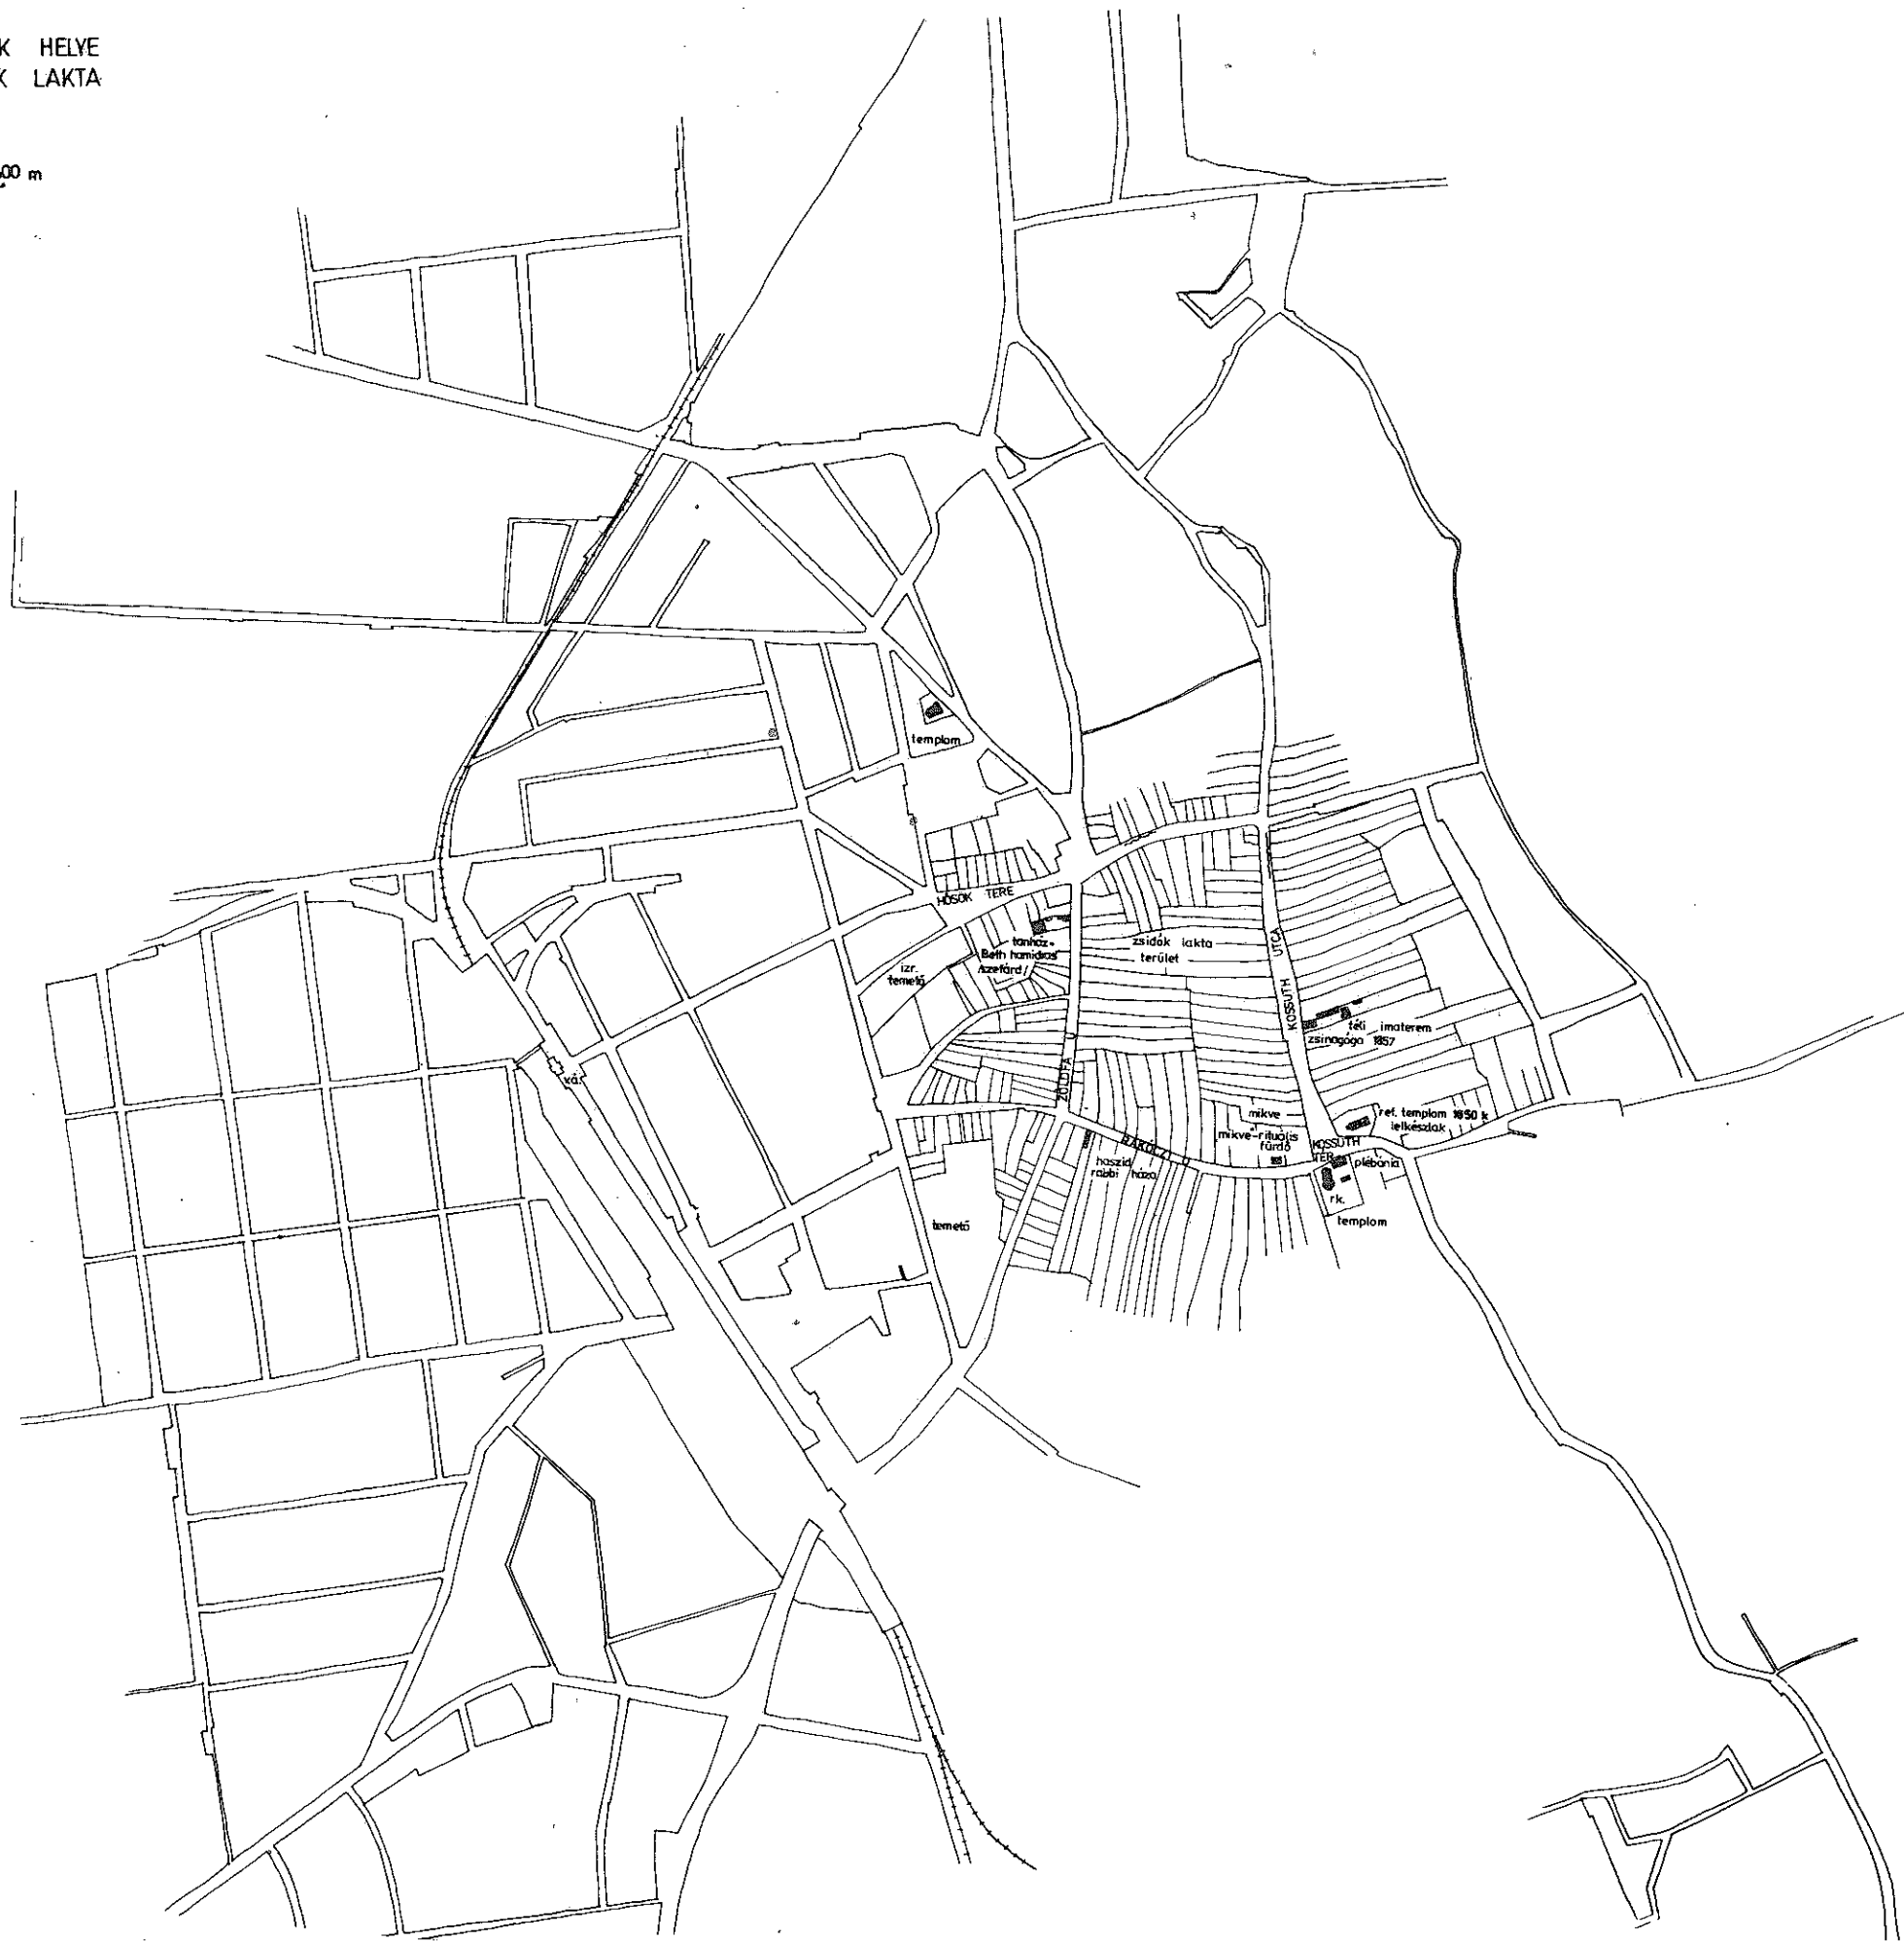 HELYE
LAKTA
00 m
templom
HŐSÖK TERE
tanház-
Beth hamidras
/szefárd/
zsidók lakta
terület
izr.
temető
KOSSUTH UTCA
téli imaterem
zsinagóga 1857
ZÖLDFA U
vá.
mikve
mikve-rituális
fürdő
ref. templom 1850 k
lelkészlak
RÁKÓCZI U
KOSSUTH
TÉR
plébánia
haszid
rabbi háza
rk.
templom
temető